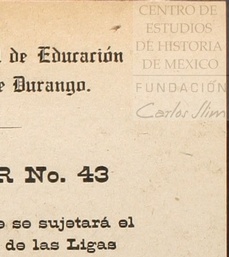 CENTRO DE
ESTUDIOS
DE HISTORIA
DE MÉXICO
FUNDACIÓN
Carlos Slim
de Educación
e Durango.
R No. 43
e se sujetará el
de las Ligas